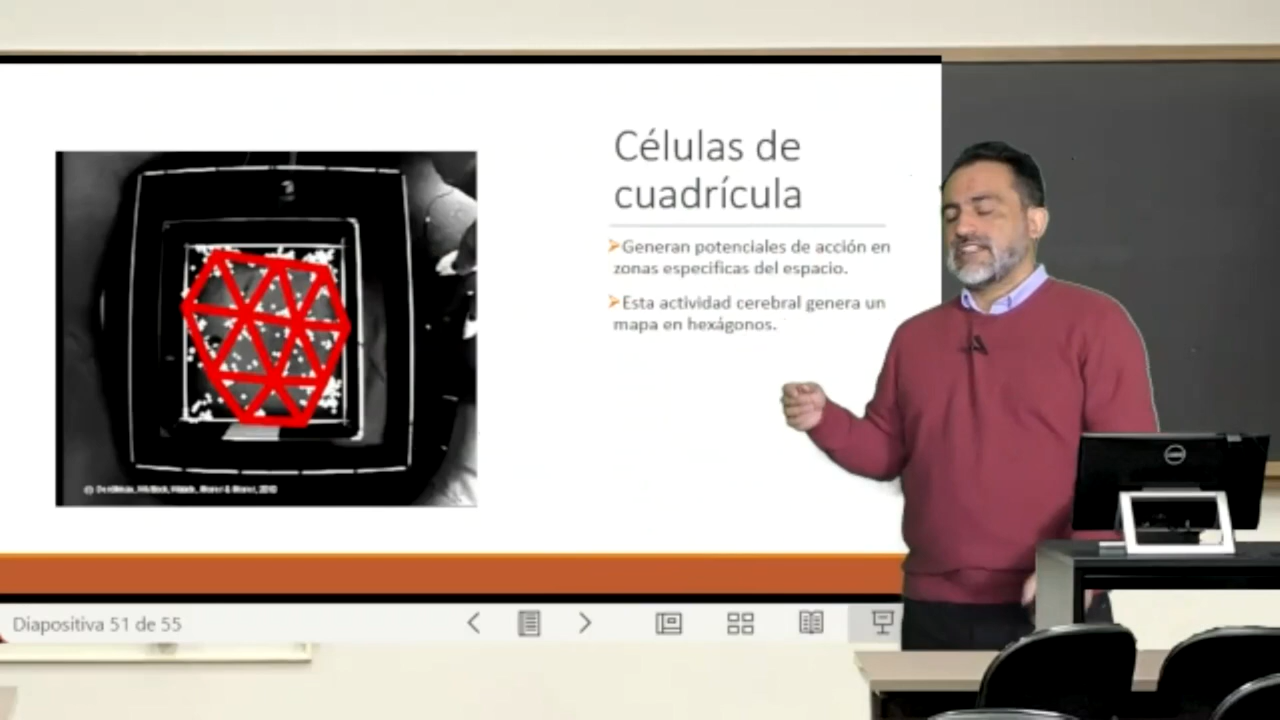 Células de
cuadrícula
➢Generan potenciales de acción en
zonas especificas del espacio.
➢Esta actividad cerebral genera un
mapa en hexágonos.
Diapositiva 51 de 55
DELL